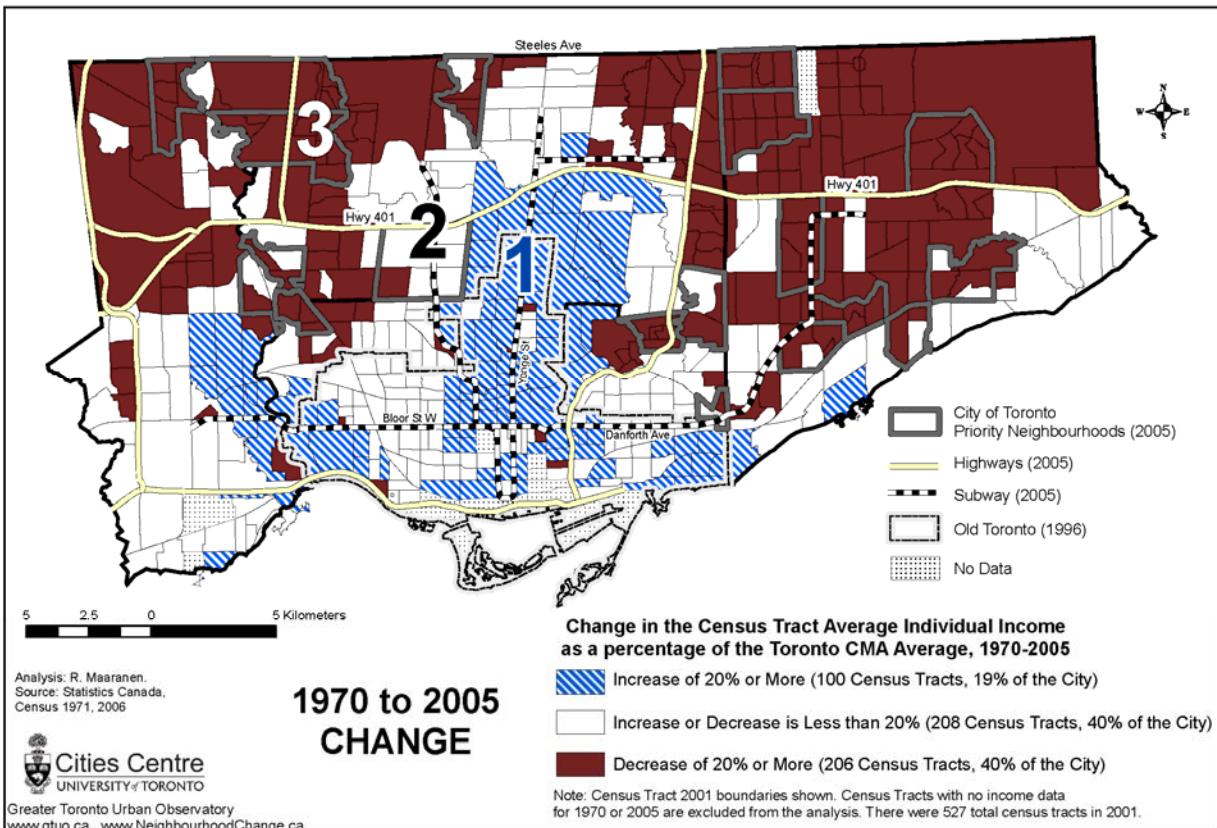 Steeles Ave
N
W E
S
3
Hwy 401
Hwy 401
2
1
Yonge St
Bloor St W
Danforth Ave
City of Toronto
Priority Neighbourhoods (2005)
Highways (2005)
Subway (2005)
Old Toronto (1996)
No Data
5 2.5 0 5 Kilometers
Change in the Census Tract Average Individual Income
as a percentage of the Toronto CMA Average, 1970-2005
Increase of 20% or More (100 Census Tracts, 19% of the City)
Increase or Decrease is Less than 20% (208 Census Tracts, 40% of the City)
Decrease of 20% or More (206 Census Tracts, 40% of the City)
Note: Census Tract 2001 boundaries shown. Census Tracts with no income data
for 1970 or 2005 are excluded from the analysis. There were 527 total census tracts in 2001.
Analysis: R. Maaranen.
Source: Statistics Canada,
Census 1971, 2006
1970 to 2005
CHANGE
Cities Centre
UNIVERSITY of TORONTO
Greater Toronto Urban Observatory
www.gtuo.ca www.NeighbourhoodChange.ca